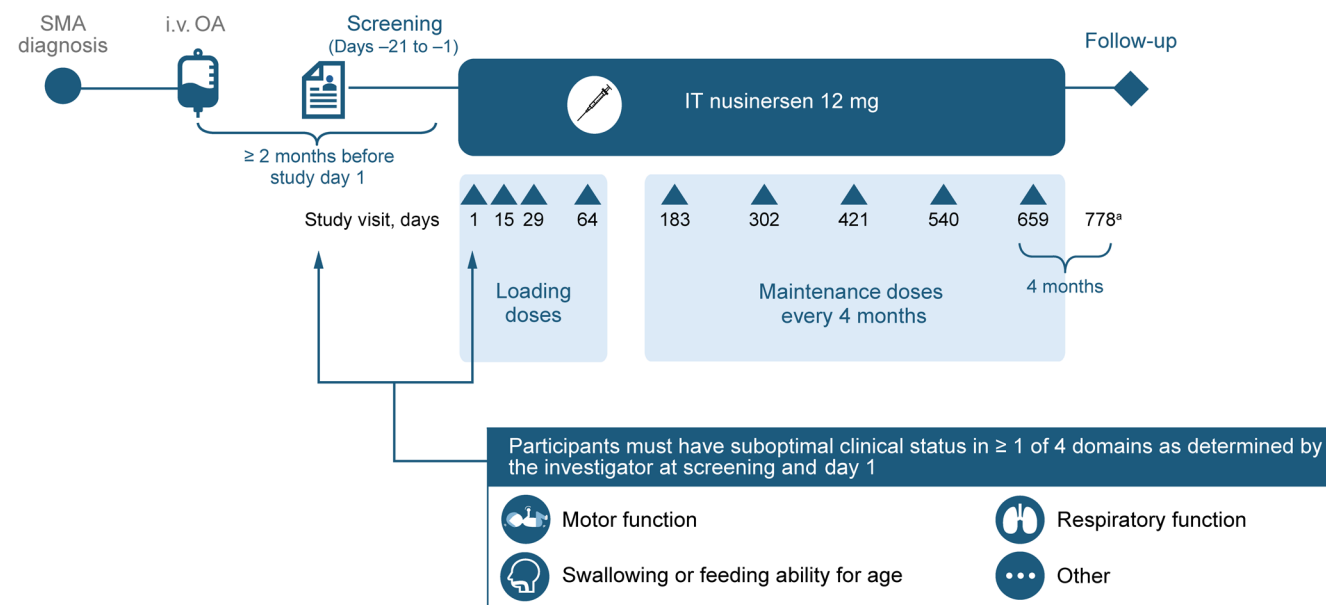 SMA
diagnosis
i.v. OA
Screening
(Days –21 to –1)
Follow-up
IT nusinersen 12 mg
≥ 2 months before
study day 1
Study visit, days 1 15 29 64 183 302 421 540 659 778ᵃ
Loading
doses
Maintenance doses
every 4 months
4 months
Participants must have suboptimal clinical status in ≥ 1 of 4 domains as determined by
the investigator at screening and day 1
Motor function
Respiratory function
Swallowing or feeding ability for age
Other